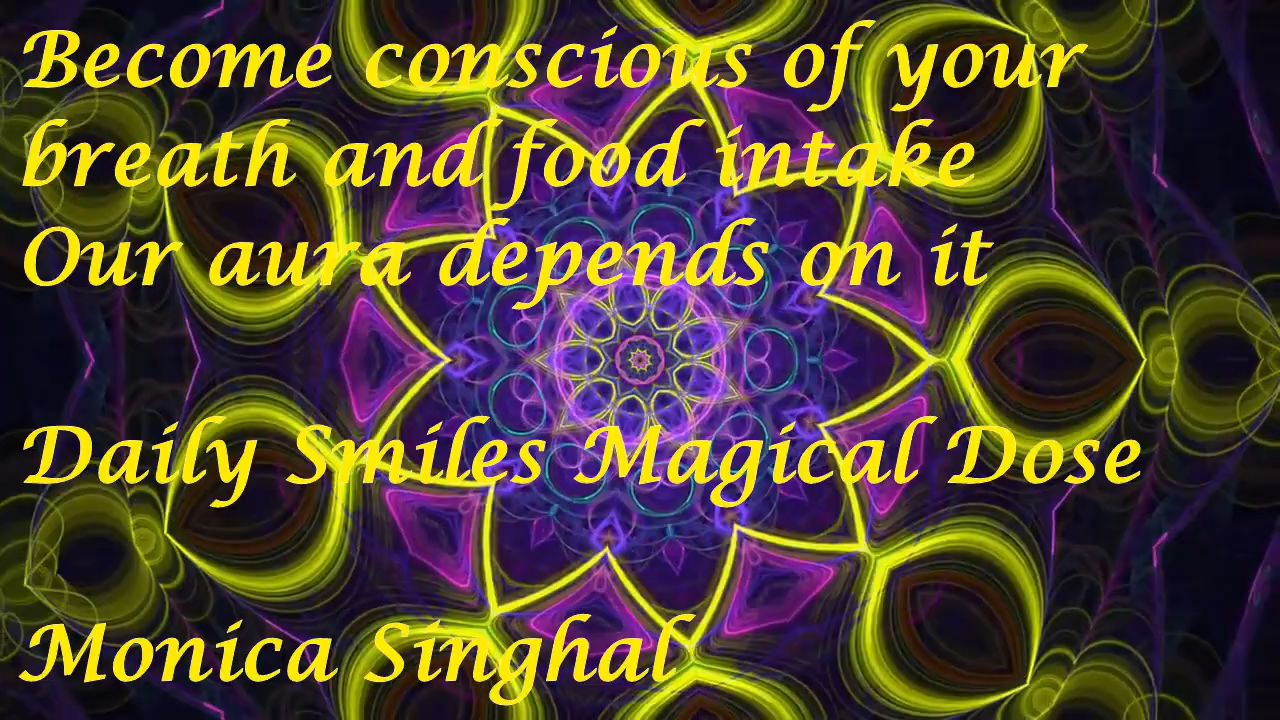 Become conscious of your
breath and food intake
Our aura depends on it
Daily Smiles Magical Dose
Monica Singhal